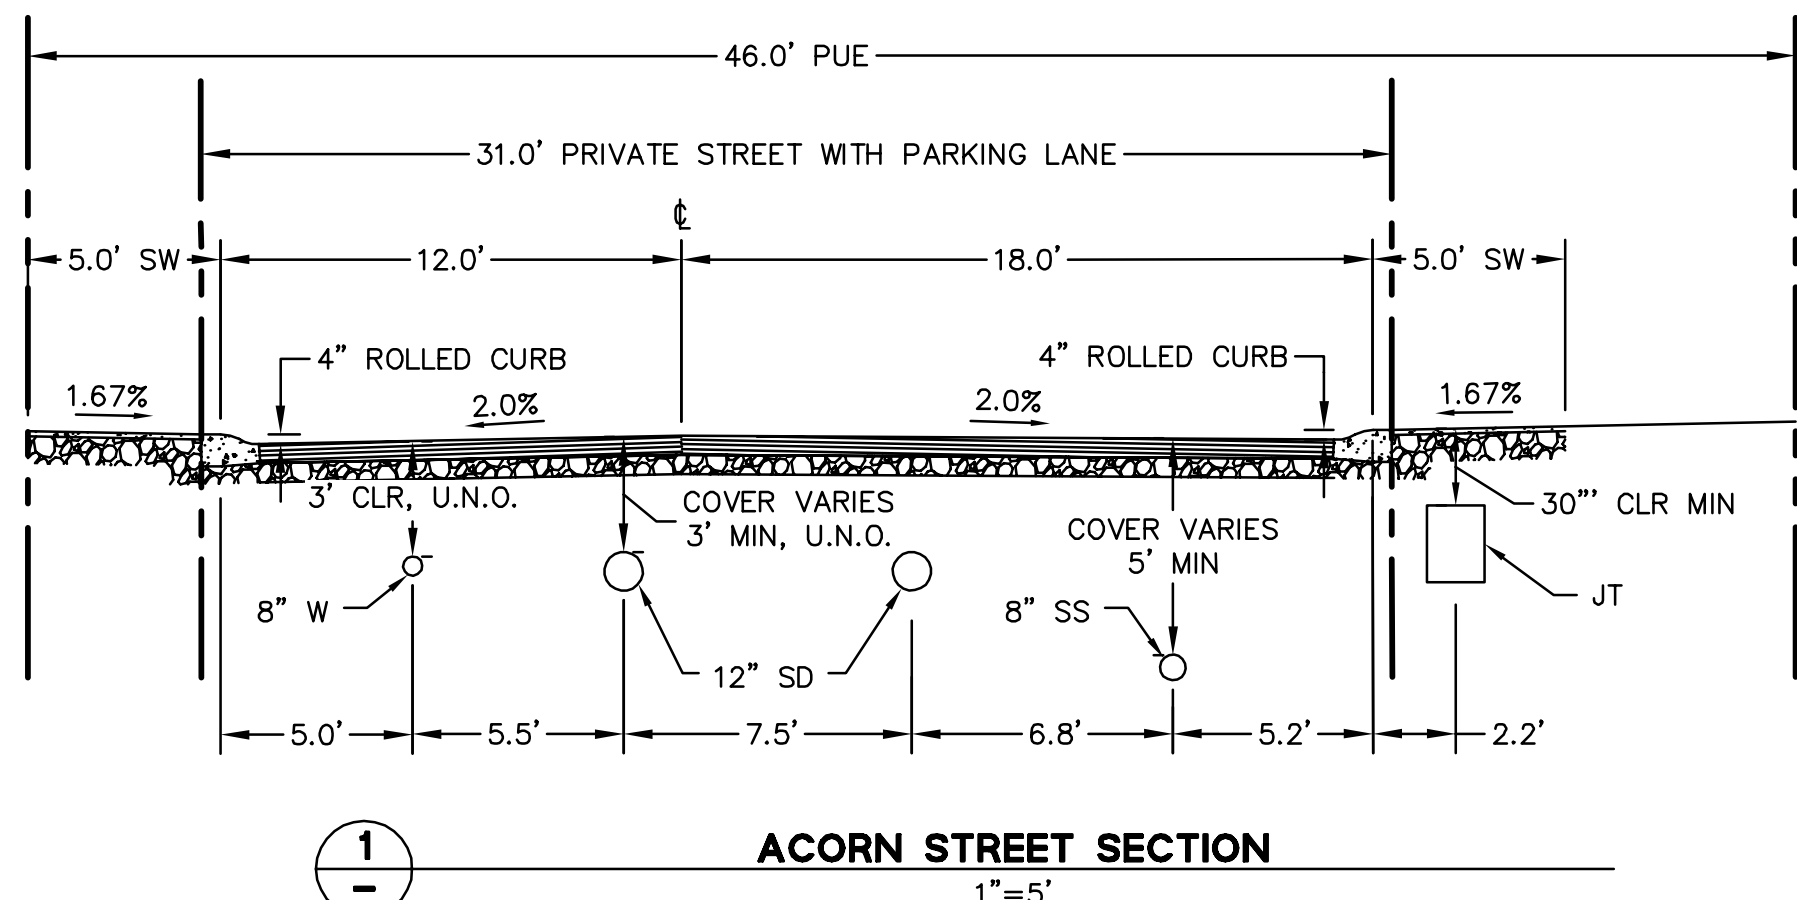 46.0' PUE
31.0' PRIVATE STREET WITH PARKING LANE
℄
5.0' SW 12.0' 18.0' 5.0' SW
4" ROLLED CURB 4" ROLLED CURB
1.67% 2.0% 2.0% 1.67%
3' CLR, U.N.O.
COVER VARIES
3' MIN, U.N.O.
COVER VARIES
5' MIN
30"' CLR MIN
8" W
8" SS
JT
12" SD
5.0' 5.5' 7.5' 6.8' 5.2' 2.2'
1
–
ACORN STREET SECTION
1"=5'